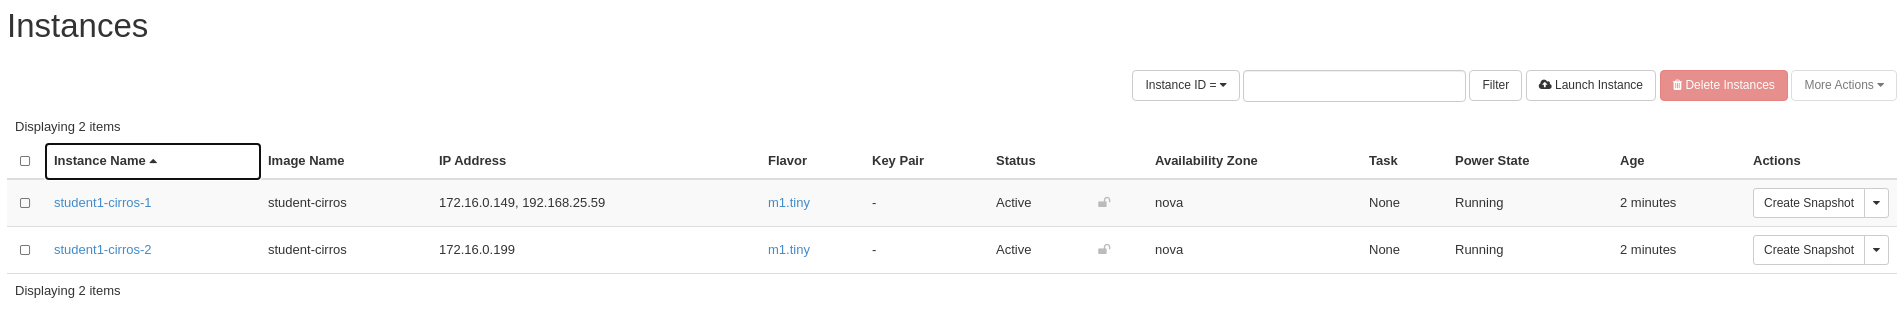 Instances
Instance ID = Filter Launch Instance Delete Instances More Actions
Displaying 2 items
Instance Name Image Name IP Address Flavor Key Pair Status Availability Zone Task Power State Age Actions
student1-cirros-1 student-cirros 172.16.0.149, 192.168.25.59 m1.tiny - Active nova None Running 2 minutes Create Snapshot
student1-cirros-2 student-cirros 172.16.0.199 m1.tiny - Active nova None Running 2 minutes Create Snapshot
Displaying 2 items